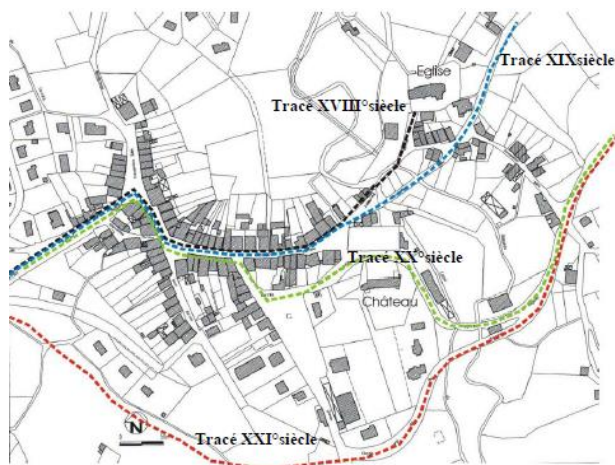 Eglise
Tracé XIXsiècle
Tracé XVIII°siècle
Tracé XX°siècle
Château
N
Tracé XXI°siècle